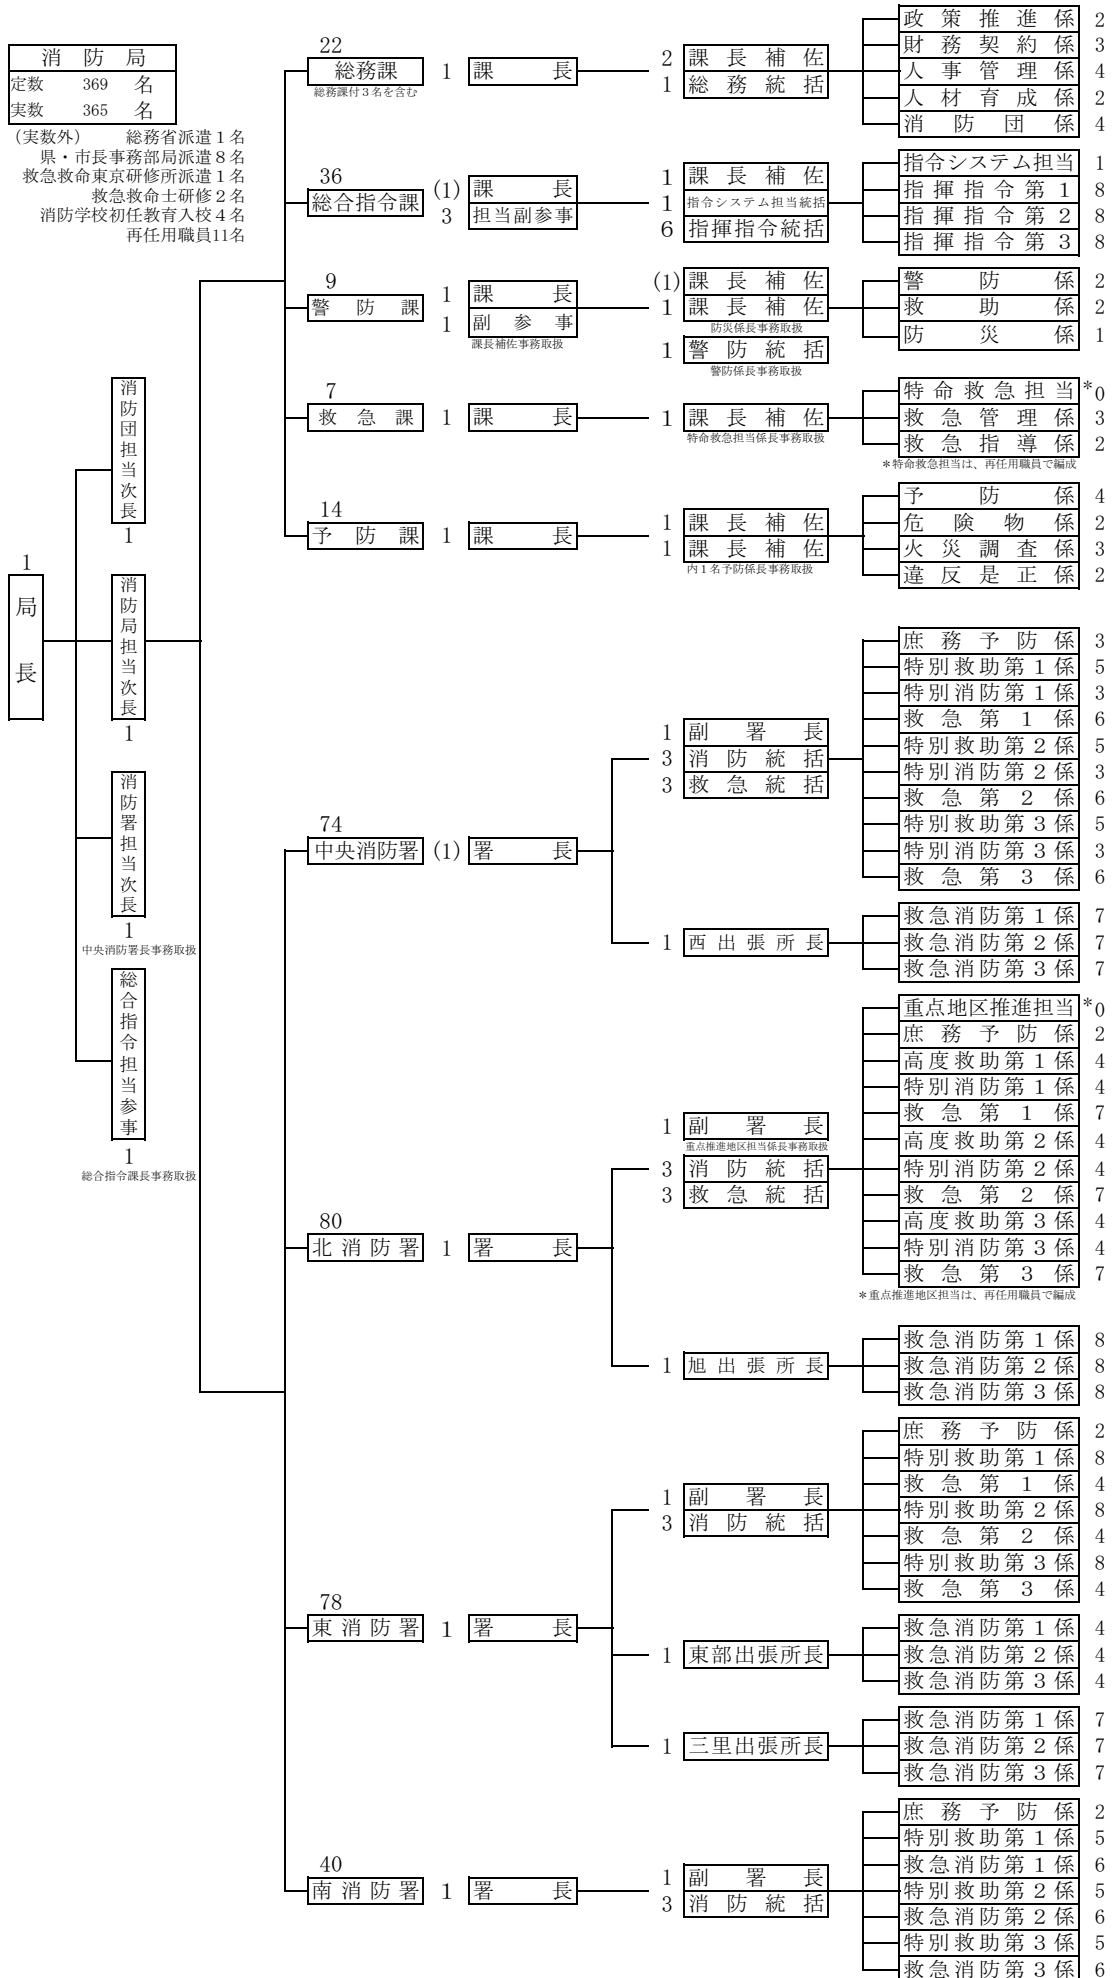 消防局
定数 369 名
実数 365 名
(実数外) 総務省派遣1名
県・市長事務部局派遣8名
救急救命東京研修所派遣1名
救急救命士研修2名
消防学校初任教育入校4名
再任用職員11名
1
局長
消防団担当次長
1
消防局担当次長
1
消防署担当次長
1
中央消防署長事務取扱
総合指令担当参事
1
総合指令課長事務取扱
22
総務課
総務課付3名を含む
1 課長
2 課長補佐
1 総務統括
政策推進係 2
財務契約係 3
人事管理係 4
人材育成係 2
消防団係 4
36
総合指令課
(1) 課長
3 担当副参事
1 課長補佐
1 指令システム担当統括
6 指揮指令統括
指令システム担当 1
指揮指令第1 8
指揮指令第2 8
指揮指令第3 8
9
警防課
1 課長
1 副参事
課長補佐事務取扱
(1) 課長補佐
1 課長補佐
防災係長事務取扱
1 警防統括
警防係長事務取扱
警防係 2
救助係 2
防災係 1
7
救急課
1 課長
1 課長補佐
特命救急担当係長事務取扱
特命救急担当 *0
救急管理係 3
救急指導係 2
*特命救急担当は、再任用職員で編成
14
予防課
1 課長
1 課長補佐
1 課長補佐
内1名予防係長事務取扱
予防係 4
危険物係 2
火災調査係 3
違反是正係 2
74
中央消防署
(1) 署長
1 副署長
3 消防統括
3 救急統括
庶務予防係 3
特別救助第1係 5
特別消防第1係 3
救急第1係 6
特別救助第2係 5
特別消防第2係 3
救急第2係 6
特別救助第3係 5
特別消防第3係 3
救急第3係 6
1 西出張所長
救急消防第1係 7
救急消防第2係 7
救急消防第3係 7
80
北消防署
1 署長
1 副署長
重点推進地区担当係長事務取扱
3 消防統括
3 救急統括
重点地区推進担当 *0
庶務予防係 2
高度救助第1係 4
特別消防第1係 4
救急第1係 7
高度救助第2係 4
特別消防第2係 4
救急第2係 7
高度救助第3係 4
特別消防第3係 4
救急第3係 7
*重点推進地区担当は、再任用職員で編成
1 旭出張所長
救急消防第1係 8
救急消防第2係 8
救急消防第3係 8
78
東消防署
1 署長
1 副署長
3 消防統括
庶務予防係 2
特別救助第1係 8
救急第1係 4
特別救助第2係 8
救急第2係 4
特別救助第3係 8
救急第3係 4
1 東部出張所長
救急消防第1係 4
救急消防第2係 4
救急消防第3係 4
1 三里出張所長
救急消防第1係 7
救急消防第2係 7
救急消防第3係 7
40
南消防署
1 署長
1 副署長
3 消防統括
庶務予防係 2
特別救助第1係 5
救急消防第1係 6
特別救助第2係 5
救急消防第2係 6
特別救助第3係 5
救急消防第3係 6